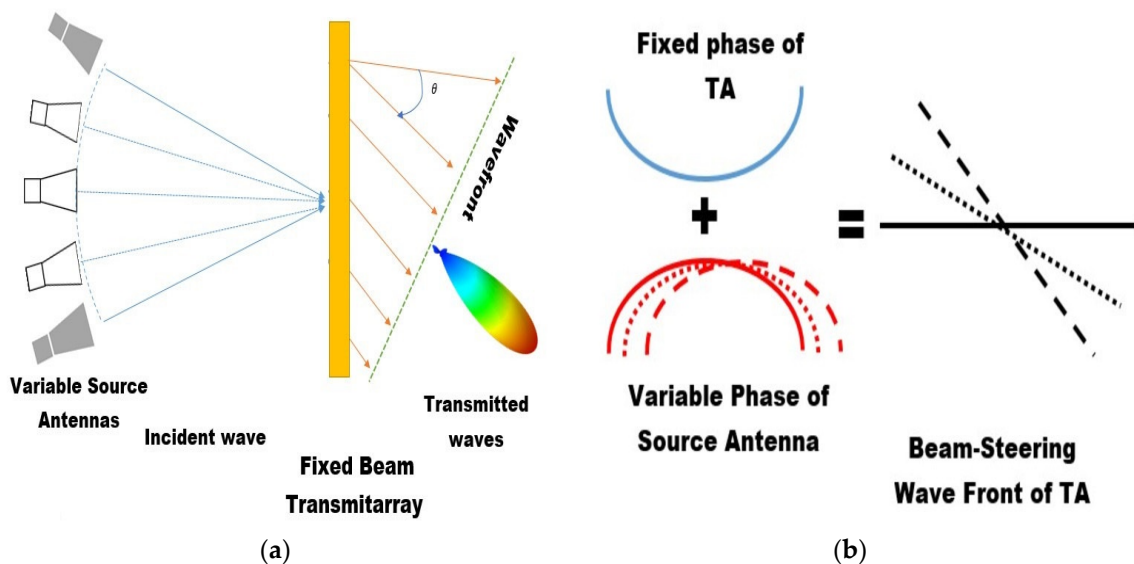 θ
Wavefront
Variable Source
Antennas
Incident wave
Fixed Beam
Transmitarray
Transmitted
waves
(a)
Fixed phase of
TA
+
=
Variable Phase of
Source Antenna
Beam-Steering
Wave Front of TA
(b)